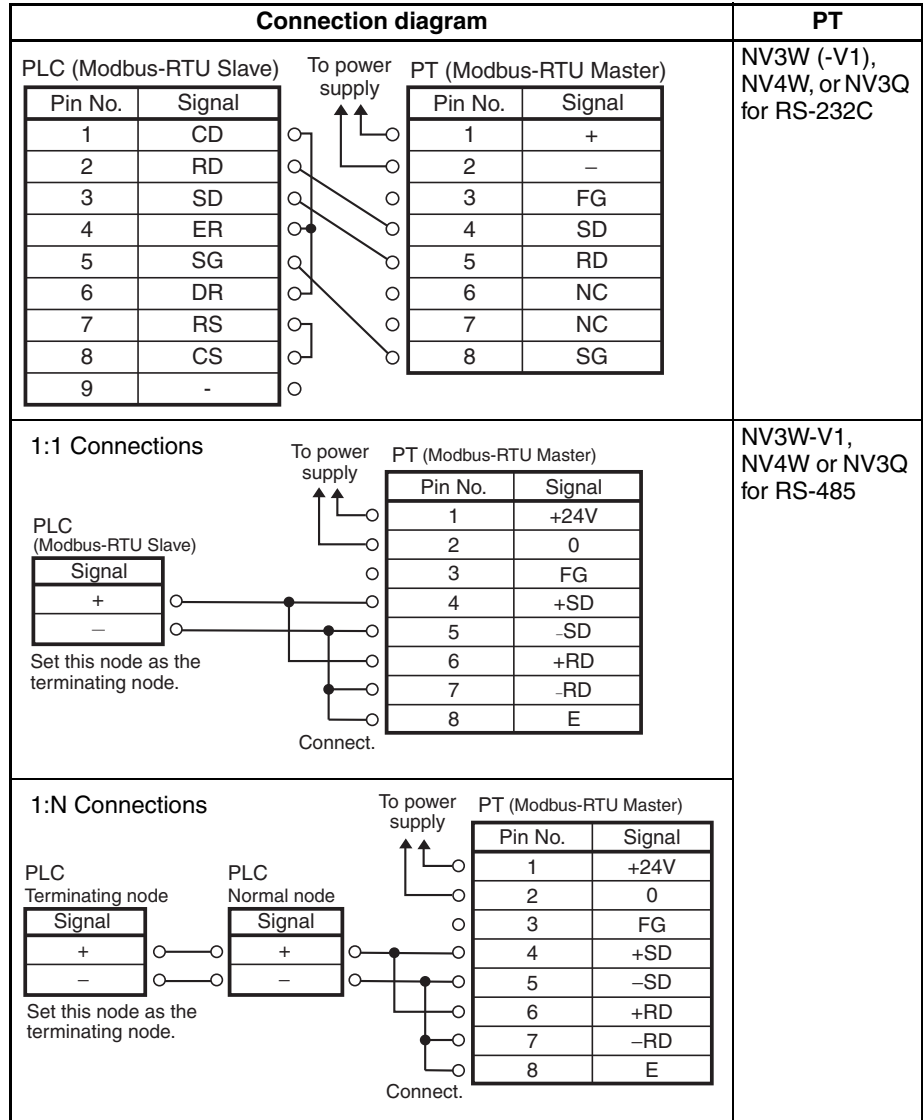 Connection diagram PT
PLC (Modbus-RTU Slave) To power supply PT (Modbus-RTU Master)
Pin No. Signal Pin No. Signal
1 CD 1 +
2 RD 2 –
3 SD 3 FG
4 ER 4 SD
5 SG 5 RD
6 DR 6 NC
7 RS 7 NC
8 CS 8 SG
9 -
NV3W (-V1),
NV4W, or NV3Q
for RS-232C
1:1 Connections
To power
supply
PT (Modbus-RTU Master)
Pin No. Signal
1 +24V
2 0
3 FG
4 +SD
5 –SD
6 +RD
7 –RD
8 E
PLC
(Modbus-RTU Slave)
Signal
+
–
Set this node as the
terminating node.
Connect.
NV3W-V1,
NV4W or NV3Q
for RS-485
1:N Connections
To power
supply
PT (Modbus-RTU Master)
Pin No. Signal
1 +24V
2 0
3 FG
4 +SD
5 –SD
6 +RD
7 –RD
8 E
PLC
Terminating node
Signal
+
–
PLC
Normal node
Signal
+
–
Set this node as the
terminating node.
Connect.